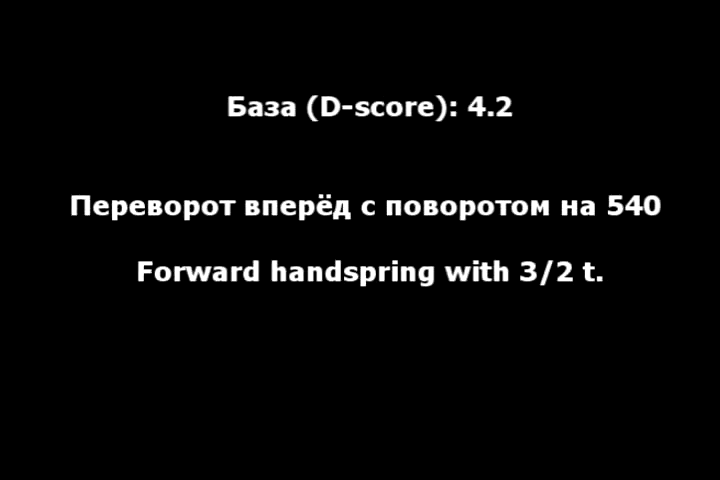 База (D-score): 4.2
Переворот вперёд с поворотом на 540
Forward handspring with 3/2 t.